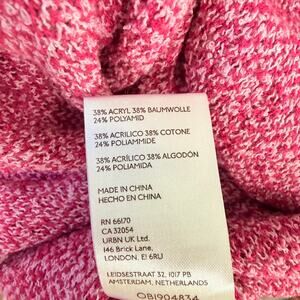 38% ACRYL 38% BAUMWOLLE
24% POLYAMID
38% ACRILICO 38% COTONE
24% POLIAMMIDE
38% ACRÍLICO 38% ALGODÓN
24% POLIAMIDA
MADE IN CHINA
HECHO EN CHINA
RN 66170
CA 32054
URBN UK Ltd.
146 Brick Lane,
LONDON, E1 6RU
LEIDSESTRAAT 32, 1017 PB
AMSTERDAM, NETHERLANDS
OBI904834